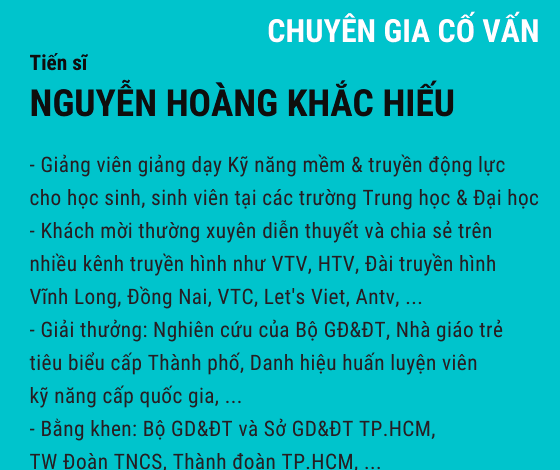 CHUYÊN GIA CỐ VẤN
Tiến sĩ
NGUYỄN HOÀNG KHẮC HIẾU
- Giảng viên giảng dạy Kỹ năng mềm & truyền động lực
cho học sinh, sinh viên tại các trường Trung học & Đại học
- Khách mời thường xuyên diễn thuyết và chia sẻ trên
nhiều kênh truyền hình như VTV, HTV, Đài truyền hình
Vĩnh Long, Đồng Nai, VTC, Let's Viet, Antv, ...
- Giải thưởng: Nghiên cứu của Bộ GĐ&ĐT, Nhà giáo trẻ
tiêu biểu cấp Thành phố, Danh hiệu huấn luyện viên
kỹ năng cấp quốc gia, ...
- Bằng khen: Bộ GD&ĐT và Sở GD&ĐT TP.HCM,
TW Đoàn TNCS, Thành đoàn TP.HCM, ...